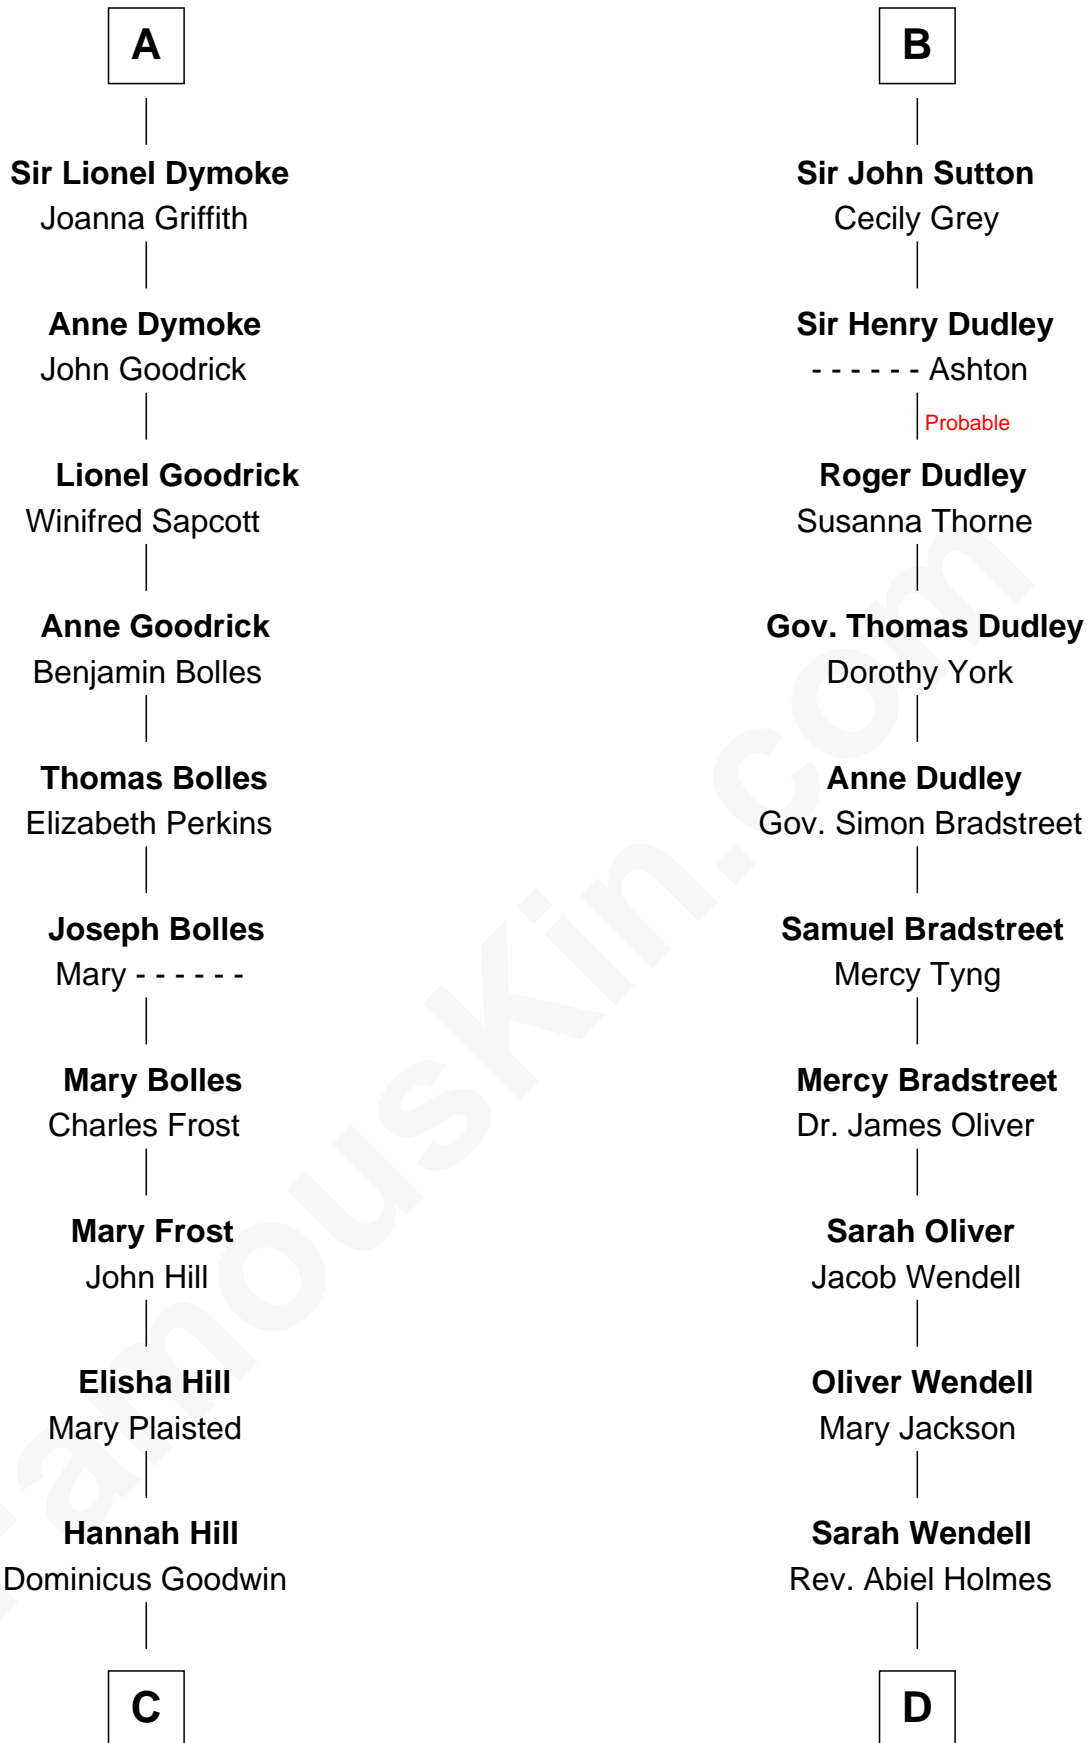 A
Sir Lionel Dymoke
Joanna Griffith
Anne Dymoke
John Goodrick
Lionel Goodrick
Winifred Sapcott
Anne Goodrick
Benjamin Bolles
Thomas Bolles
Elizabeth Perkins
Joseph Bolles
Mary - - - - - -
Mary Bolles
Charles Frost
Mary Frost
John Hill
Elisha Hill
Mary Plaisted
Hannah Hill
Dominicus Goodwin
C
B
Sir John Sutton
Cecily Grey
Sir Henry Dudley
- - - - - - Ashton
Probable
Roger Dudley
Susanna Thorne
Gov. Thomas Dudley
Dorothy York
Anne Dudley
Gov. Simon Bradstreet
Samuel Bradstreet
Mercy Tyng
Mercy Bradstreet
Dr. James Oliver
Sarah Oliver
Jacob Wendell
Oliver Wendell
Mary Jackson
Sarah Wendell
Rev. Abiel Holmes
D
FamousKin.com